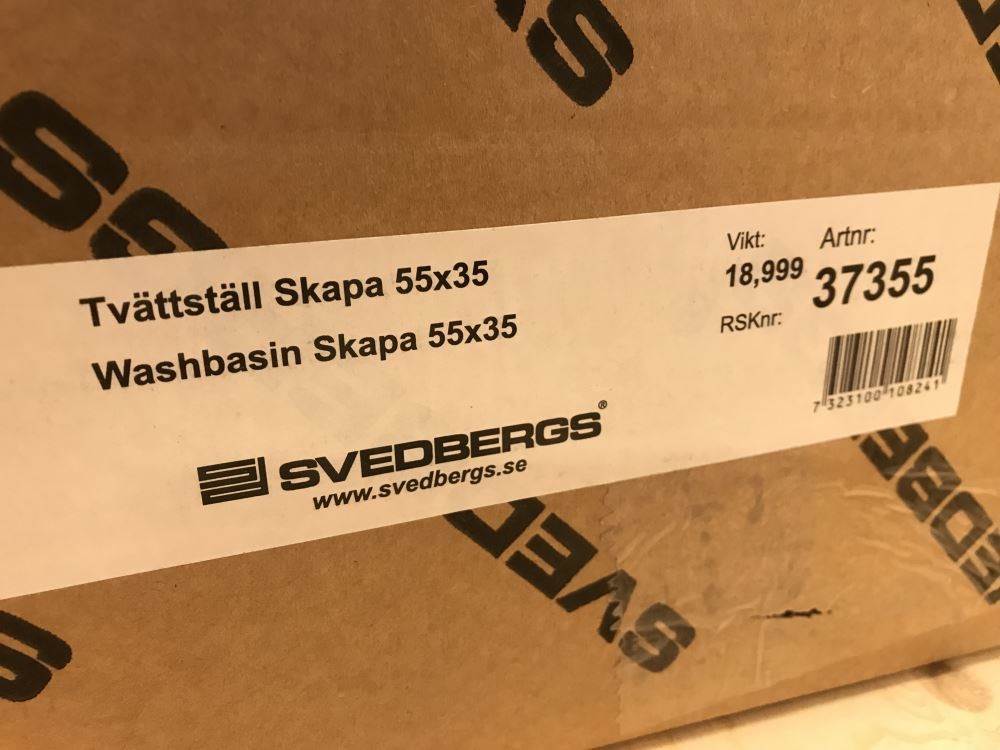 Tvättställ Skapa 55x35
Washbasin Skapa 55x35
Vikt:
18,999
Artnr:
37355
RSKnr:
7 323100 108241
SVEDBERGS®
www.svedbergs.se